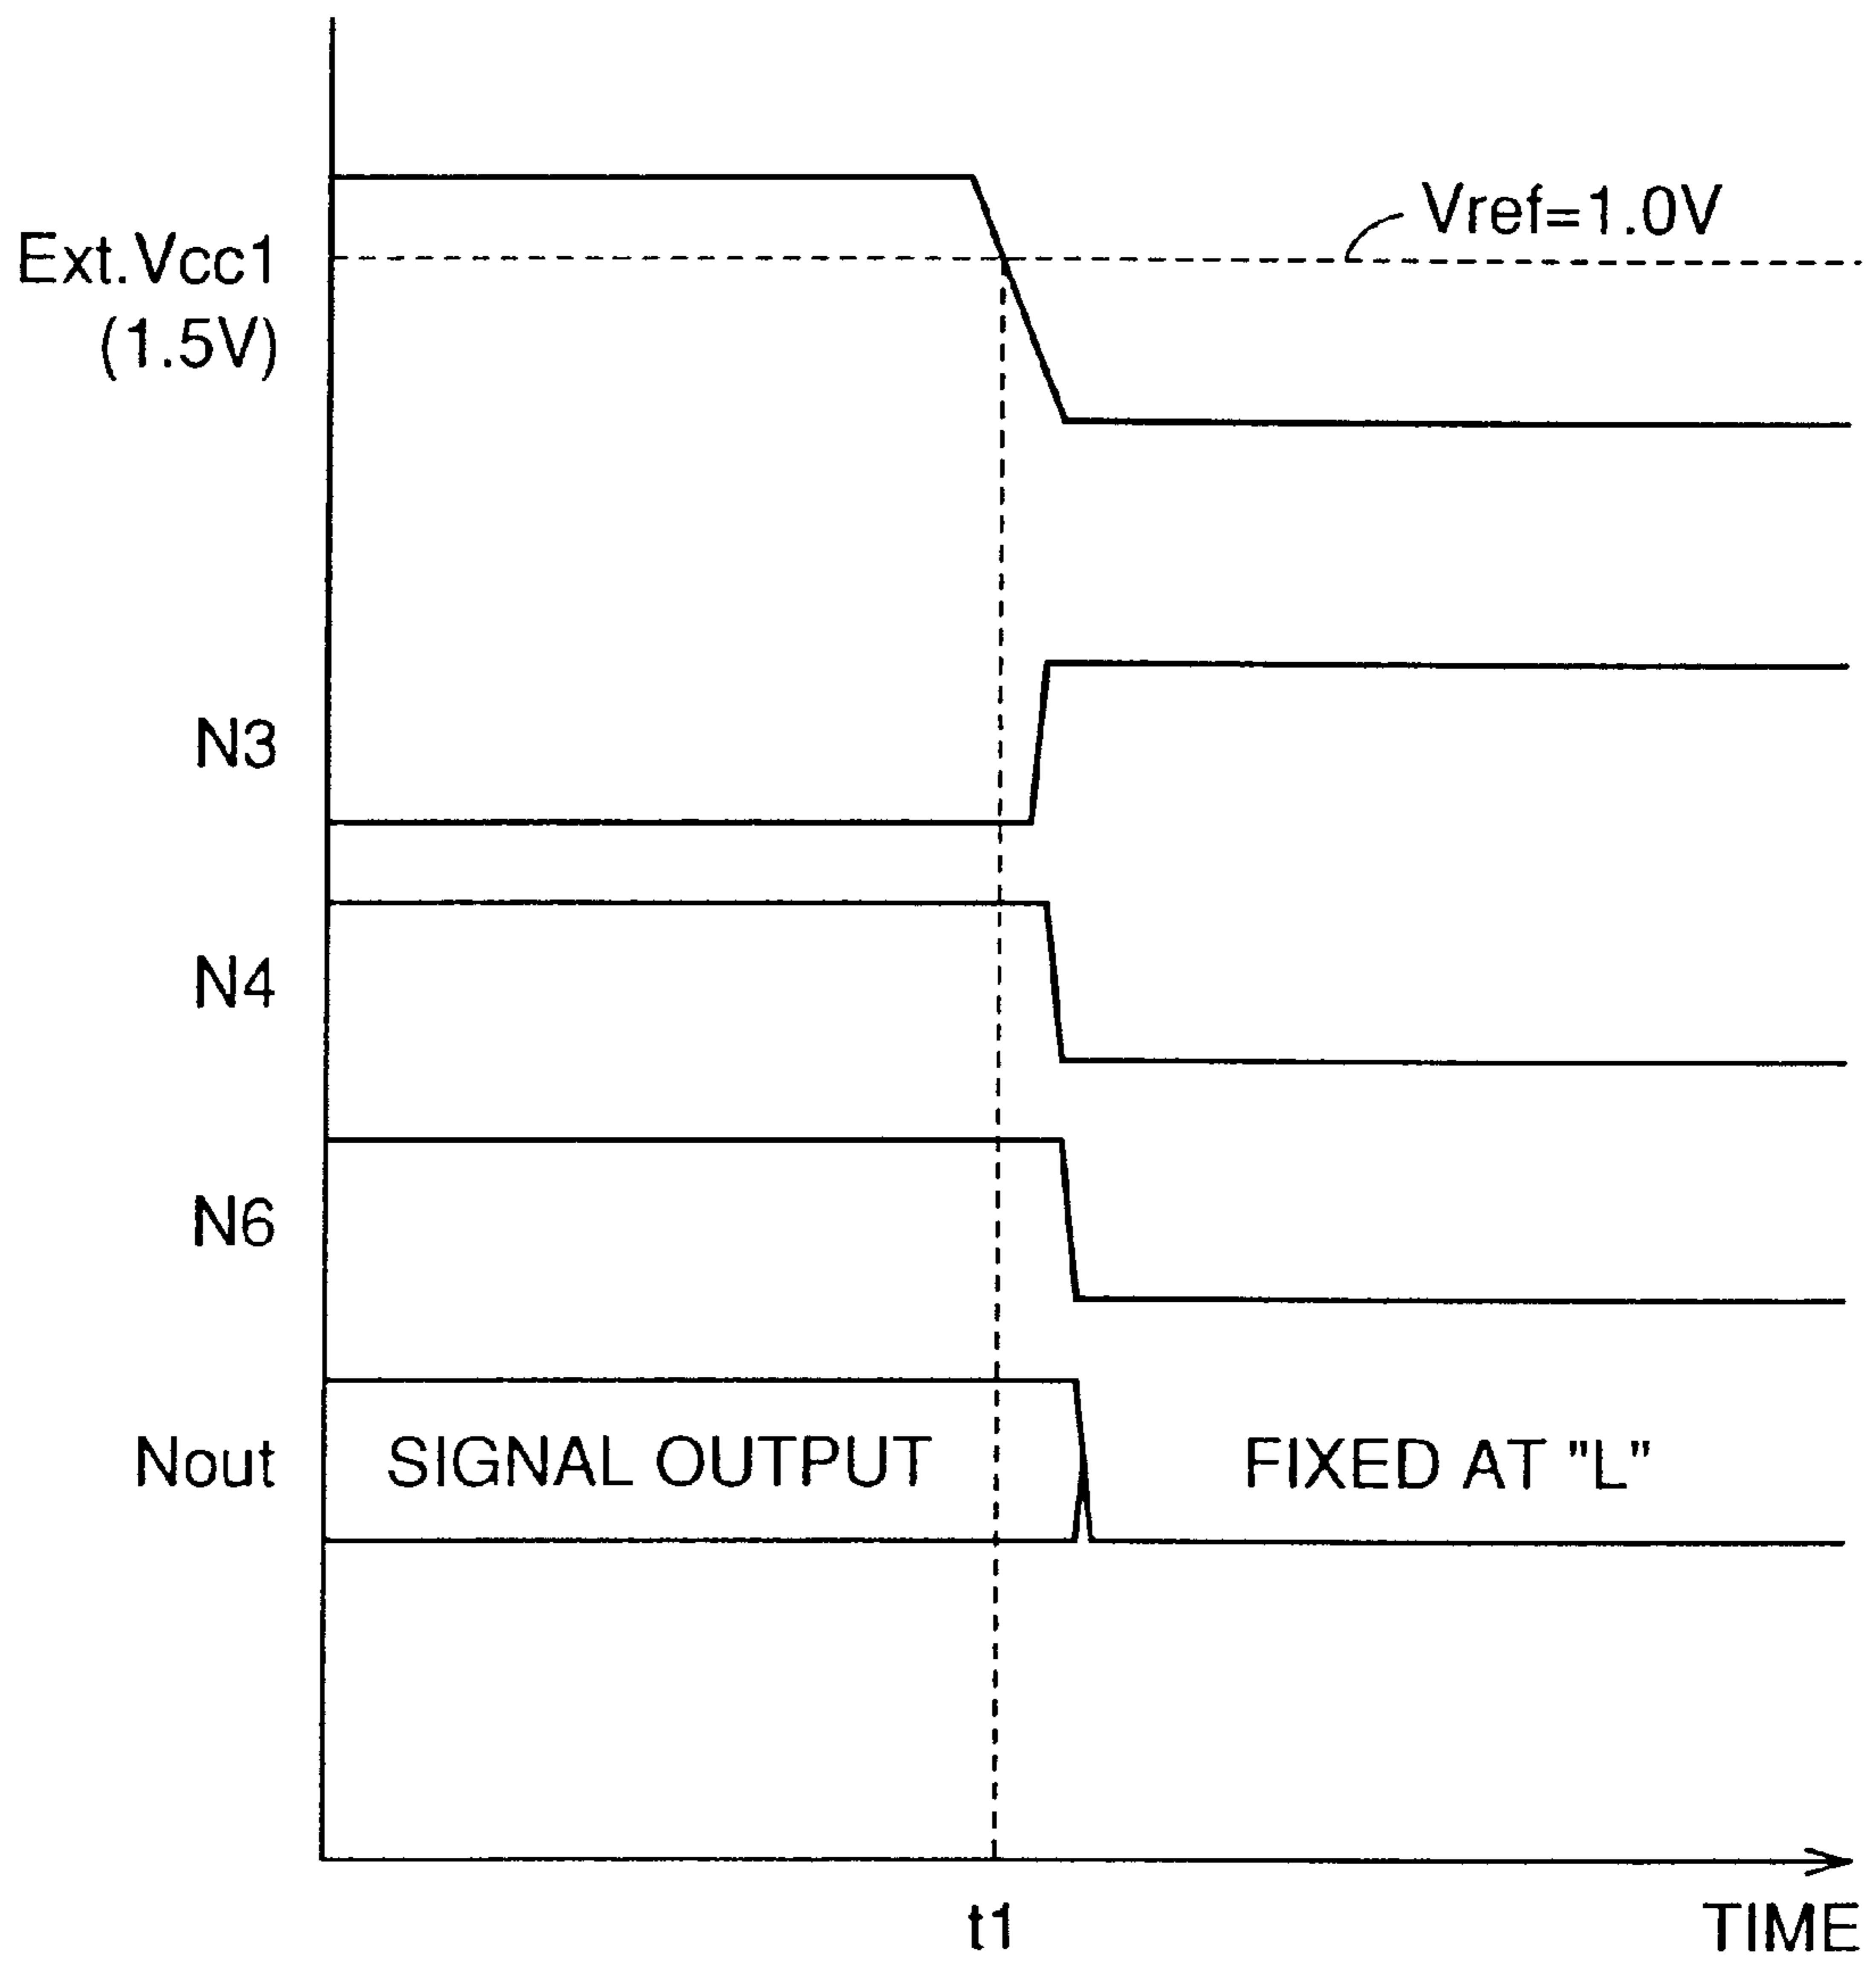 Vref=1.0V
Ext.Vcc1
(1.5V)
N3
N4
N6
Nout
SIGNAL OUTPUT
FIXED AT "L"
t1
TIME